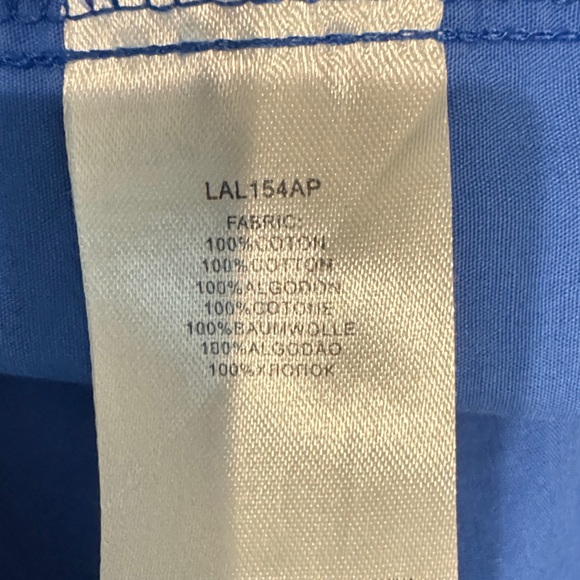 LAL154AP
FABRIC:
100%COTON
100%COTTON
100%ALGODON
100%COTONE
100%BAUMWOLLE
100%ALGODAO
100%ХЛОПОК